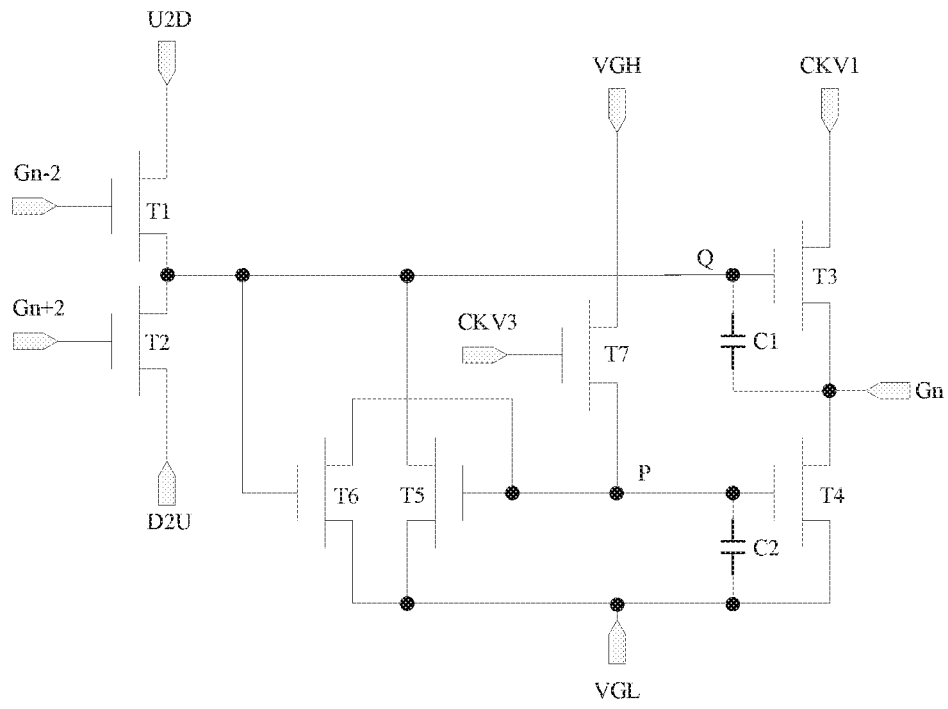 U2D
VGH
CKV1
Gn-2
T1
Q
T3
Gn+2
CKV3
T2
T7
C1
Gn
P
T6
T5
T4
D2U
C2
VGL